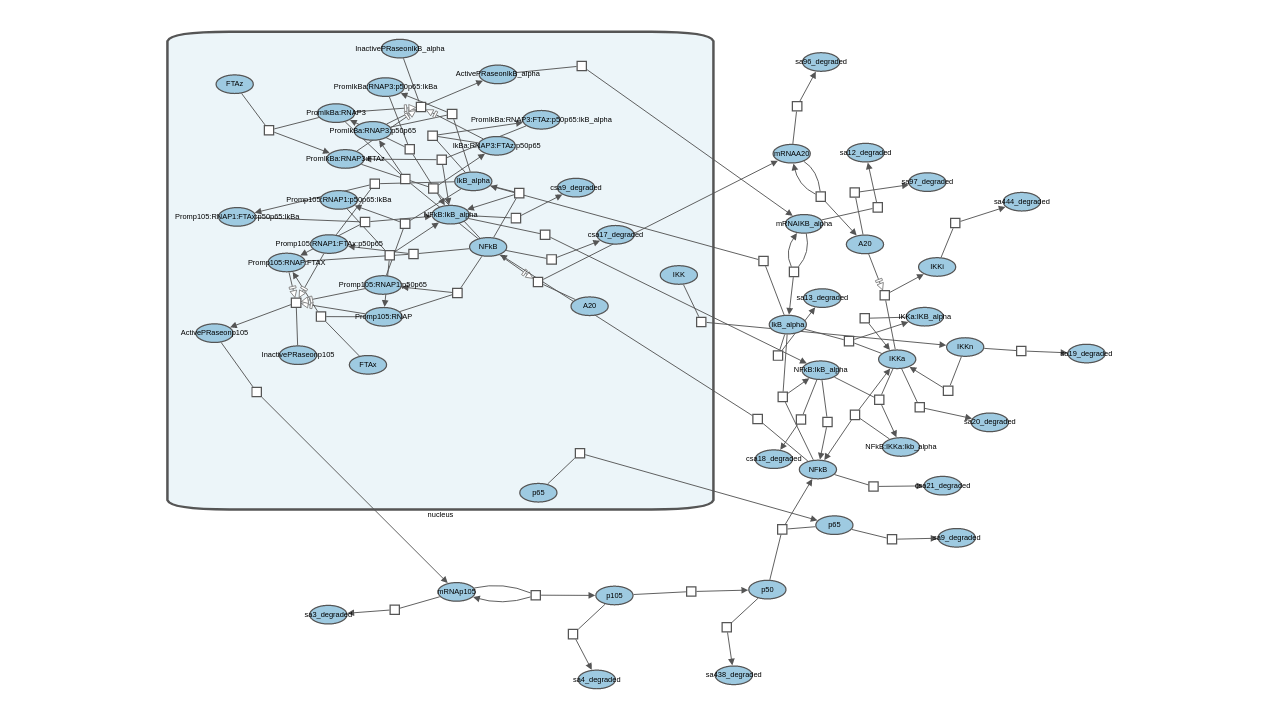 InactivePRaseonIkB_alpha
sa96_degraded
ActivePRaseonIkB_alpha
FTAz
PromIkBa:RNAP3:p50p65:IkBa
PromIkBa:RNAP3
PromIkBa:RNAP3:FTAz:p50p65:IkB_alpha
PromIkBa:RNAP3:p50p65
IkBa:RNAP3:FTAz:p50p65
mRNAA20
sa12_degraded
PromIkBa:RNAP3:FTAz
IkB_alpha
csa9_degraded
sa97_degraded
Promp105:RNAP1:p50p65:IkBa
sa444_degraded
Promp105:RNAP1:FTAx:p50p65:IkBa
NFkB:IkB_alpha
mRNAIKB_alpha
csa17_degraded
Promp105:RNAP1:FTAx:p50p65
NFkB
A20
Promp105:RNAP:FTAX
IKKi
IKK
Promp105:RNAP1:p50p65
sa13_degraded
A20
Promp105:RNAP
IKKa:IKB_alpha
IkB_alpha
ActivePRaseonp105
IKKn
sa19_degraded
InactivePRaseonp105
IKKa
FTAx
NFkB:IkB_alpha
sa20_degraded
NFkB:IKKa:Ikb_alpha
csa18_degraded
NFkB
csa21_degraded
p65
nucleus
p65
sa9_degraded
mRNAp105
p105
p50
sa3_degraded
sa4_degraded
sa438_degraded